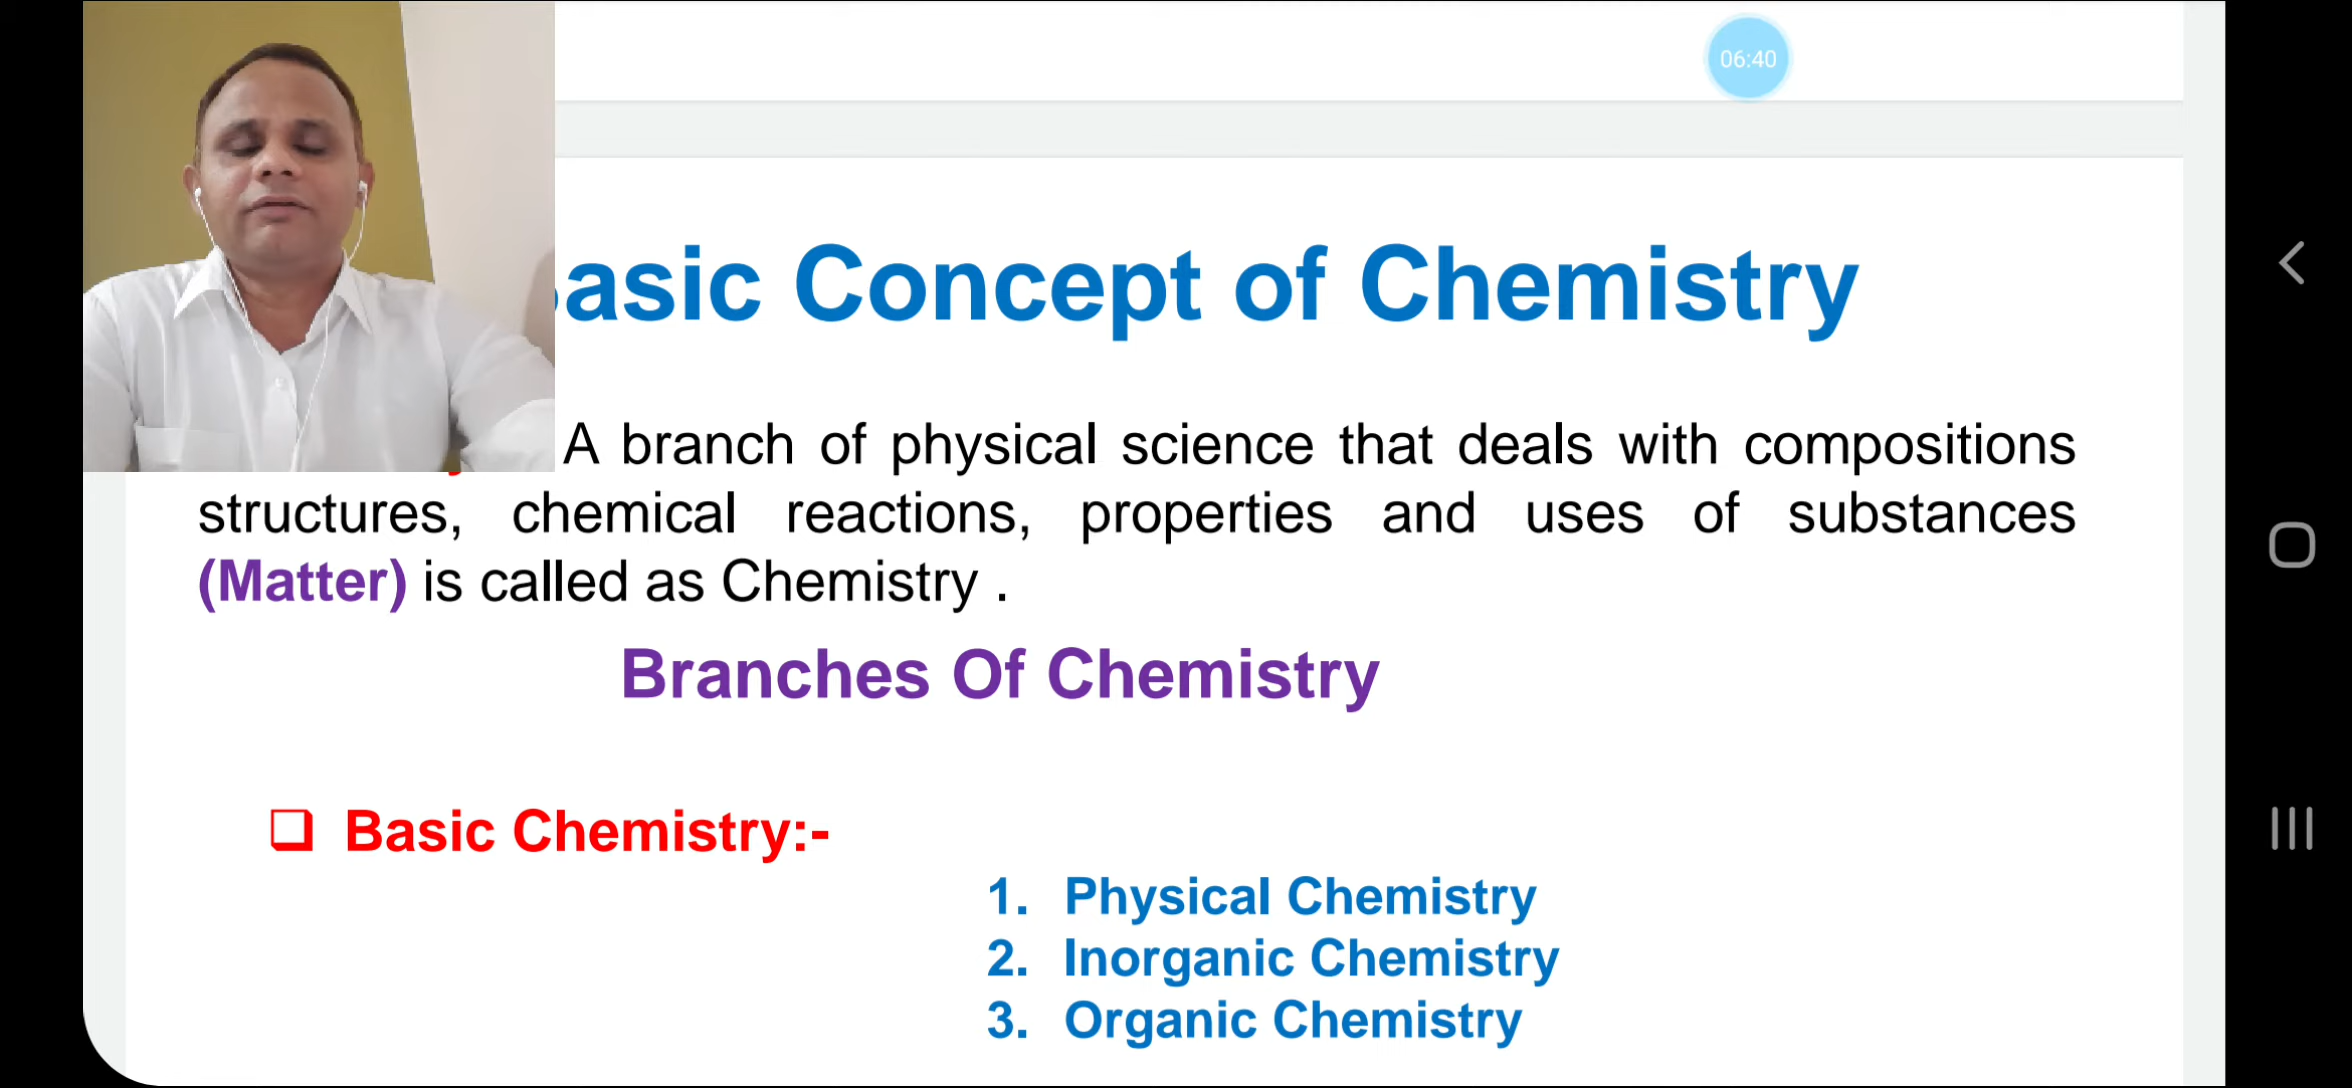 06:40
asic Concept of Chemistry
A branch of physical science that deals with compositions
structures, chemical reactions, properties and uses of substances
(Matter) is called as Chemistry .
Branches Of Chemistry
Basic Chemistry:-
1. Physical Chemistry
2. Inorganic Chemistry
3. Organic Chemistry